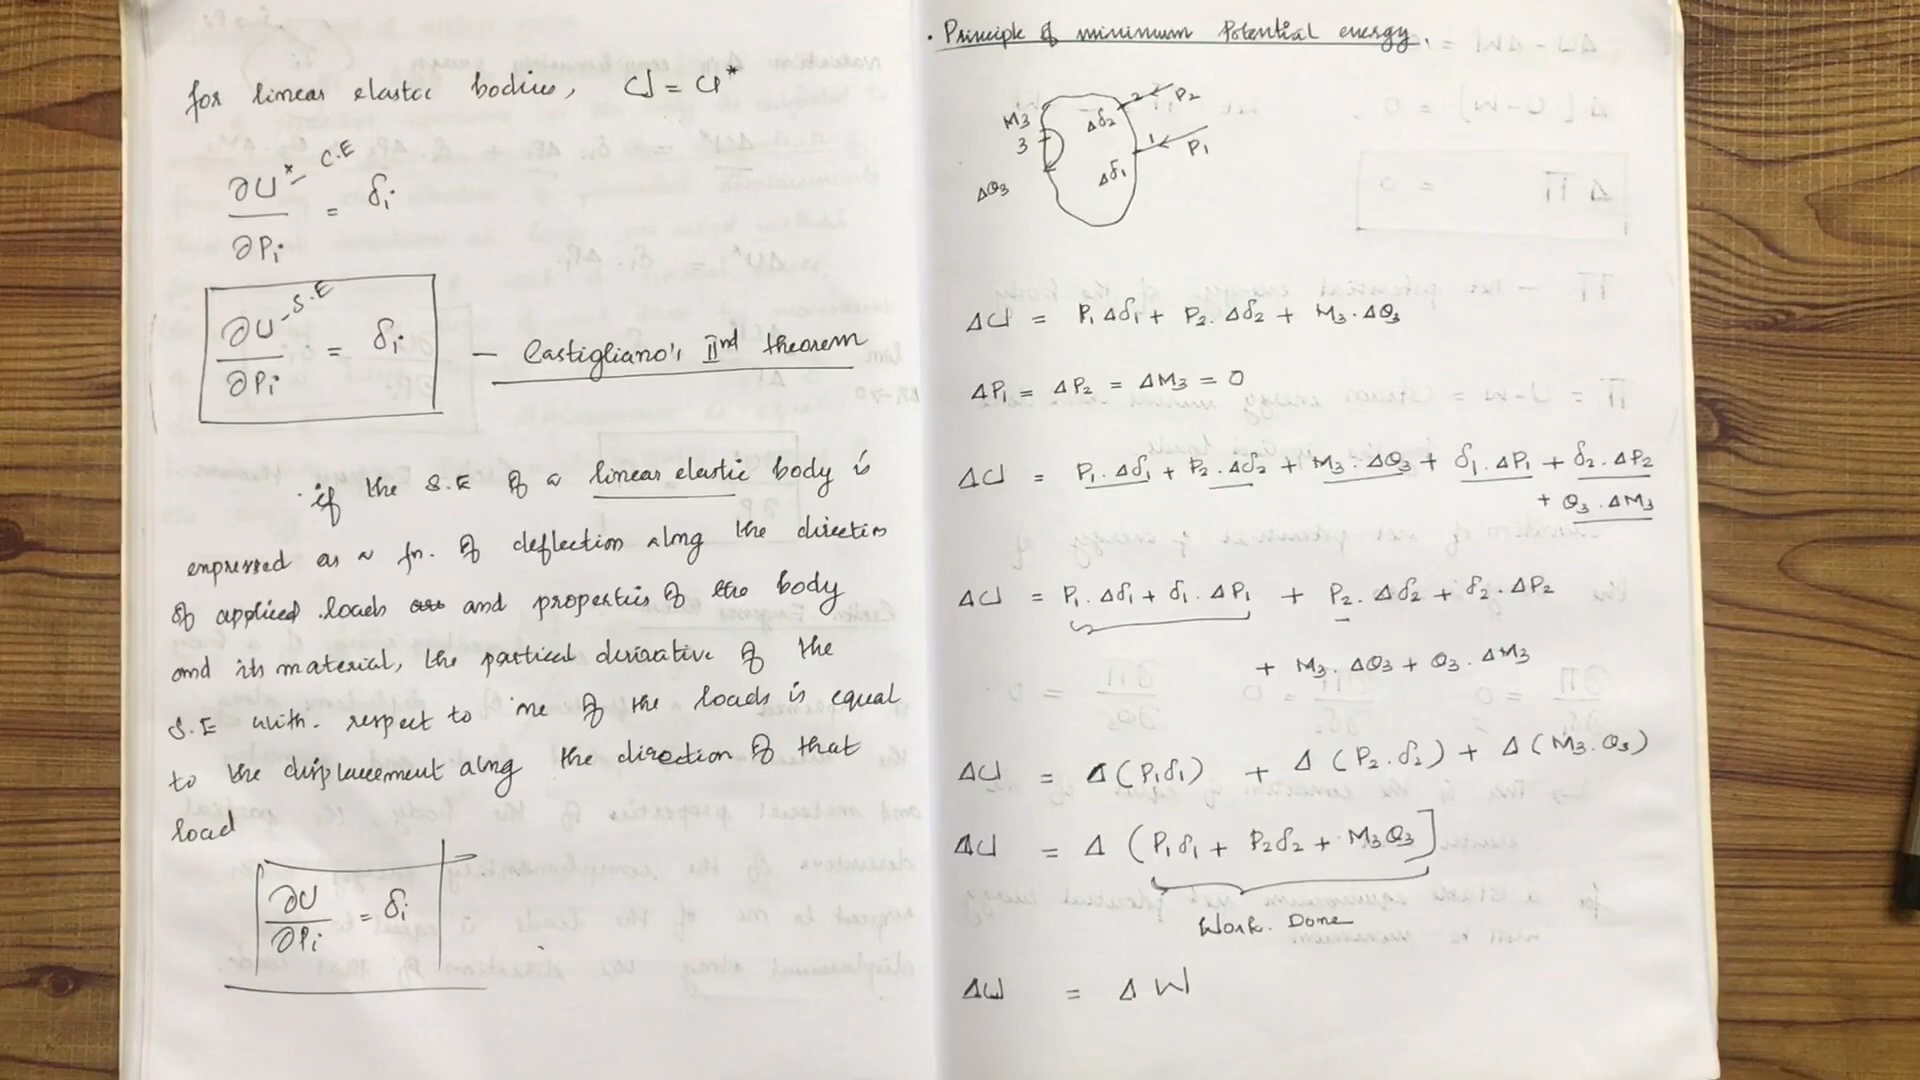 for linear elastic bodies, U = U*
∂U* - C.E
/∂Pi = δi
∂U - S.E
/∂Pi = δi - Castigliano's IInd theorem
. if the S.E of a linear elastic body is
expressed as a fn. of deflection along the direction
of applied loads and properties of the body
and its material, the partical derivative of the
S.E with respect to one of the loads is equal
to the displacement along the direction of that
load
∂U/∂Pi = δi
. Principle of minimum Potential energy.
P2
2
Δδ2
M3
3
1
P1
Δδ1
ΔΘ3
ΔU = P1 Δδ1 + P2. Δδ2 + M3. ΔΘ3
ΔP1 = ΔP2 = ΔM3 = 0
ΔU = P1. Δδ1 + P2. Δδ2 + M3. ΔΘ3 + δ1. ΔP1 + δ2. ΔP2
+ Θ3. ΔM3
ΔU = P1. Δδ1 + δ1. ΔP1 + P2. Δδ2 + δ2. ΔP2
+ M3. ΔΘ3 + Θ3. ΔM3
ΔU = Δ(P1δ1) + Δ(P2.δ2) + Δ(M3.Θ3)
ΔU = Δ (P1δ1 + P2δ2 + M3Θ3]
Work. Done
ΔU = ΔW